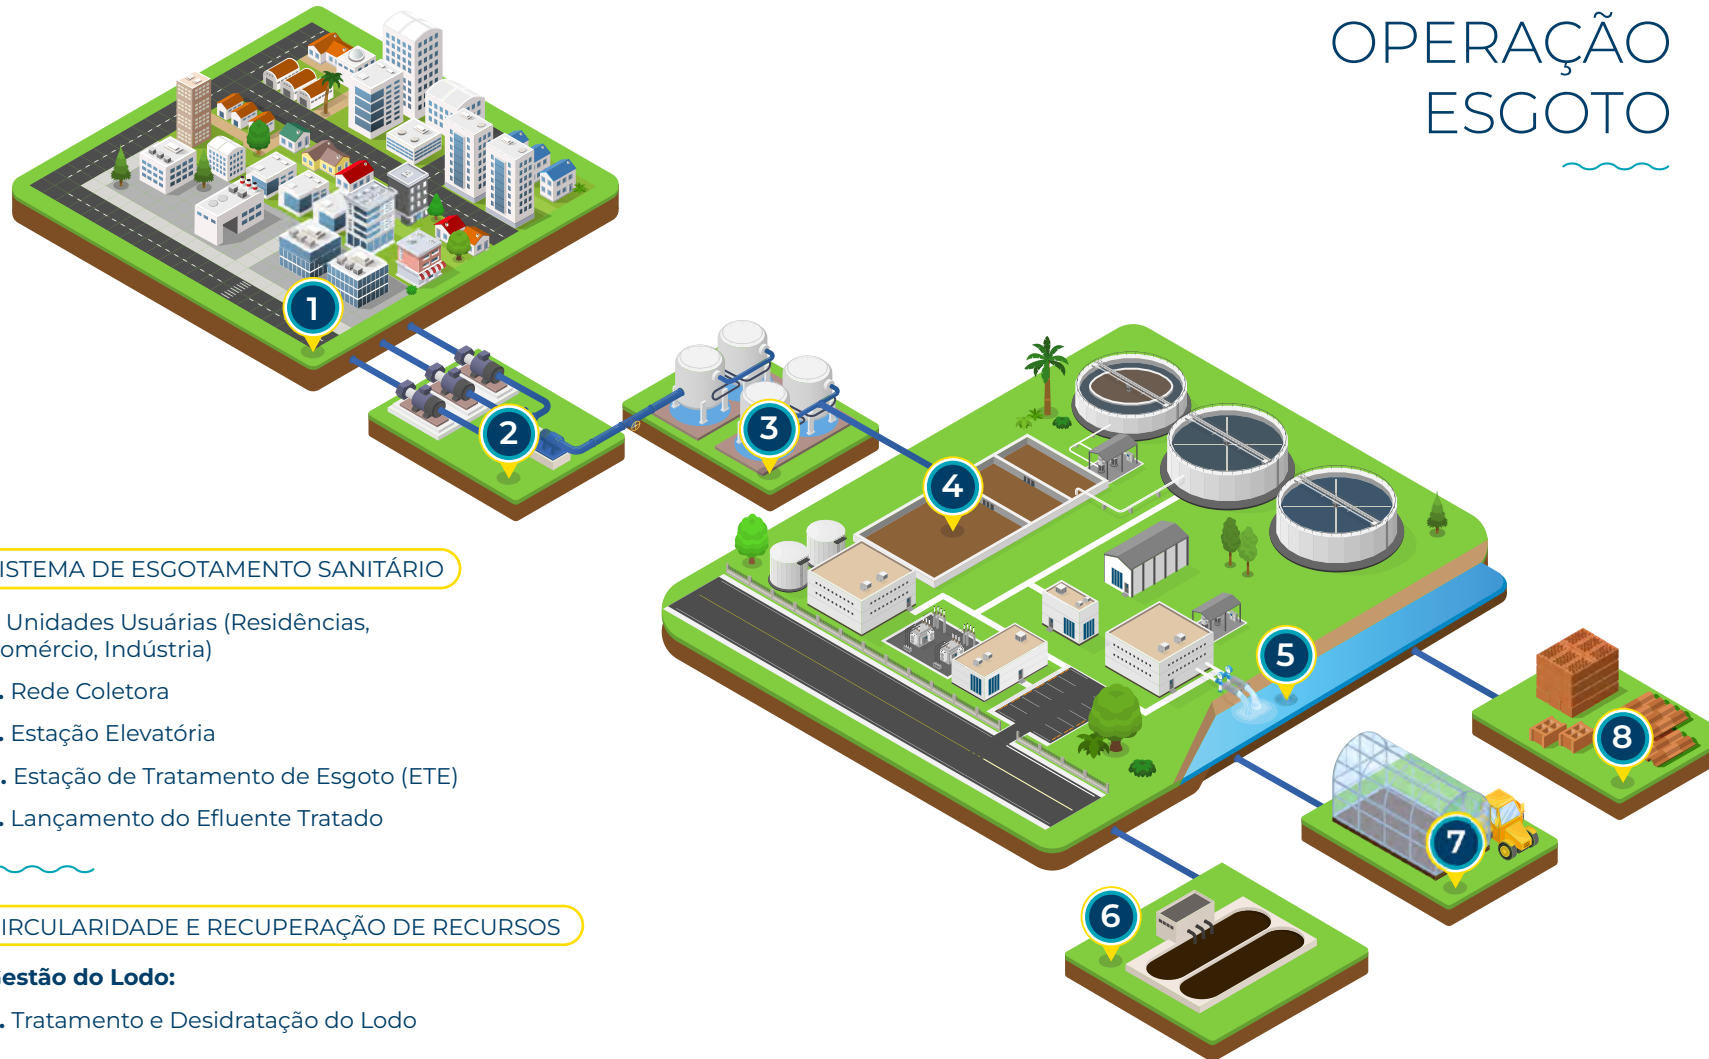 OPERAÇÃO
ESGOTO
1
2
3
4
5
6
7
8
ISTEMA DE ESGOTAMENTO SANITÁRIO
Unidades Usuárias (Residências,
omércio, Indústria)
. Rede Coletora
. Estação Elevatória
. Estação de Tratamento de Esgoto (ETE)
. Lançamento do Efluente Tratado
IRCULARIDADE E RECUPERAÇÃO DE RECURSOS
estão do Lodo:
. Tratamento e Desidratação do Lodo